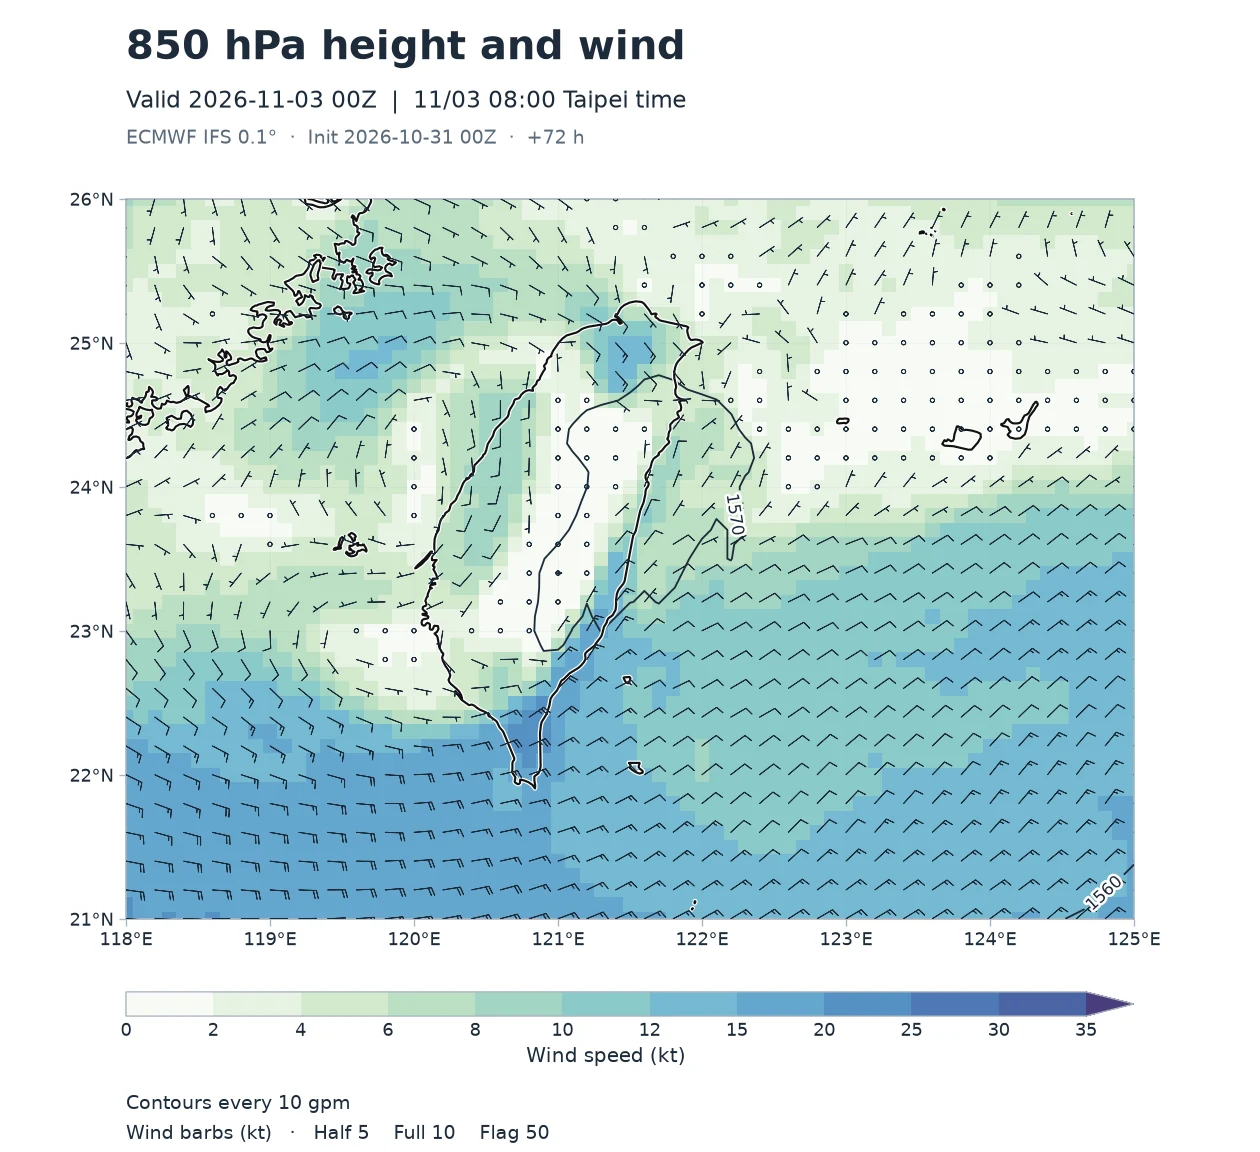 850 hPa height and wind
Valid 2026-11-03 00Z | 11/03 08:00 Taipei time
ECMWF IFS 0.1° · Init 2026-10-31 00Z · +72 h
26°N
25°N
24°N
23°N
22°N
21°N
1570
1560
118°E 119°E 120°E 121°E 122°E 123°E 124°E 125°E
0 2 4 6 8 10 12 15 20 25 30 35
Wind speed (kt)
Contours every 10 gpm
Wind barbs (kt) · Half 5 Full 10 Flag 50